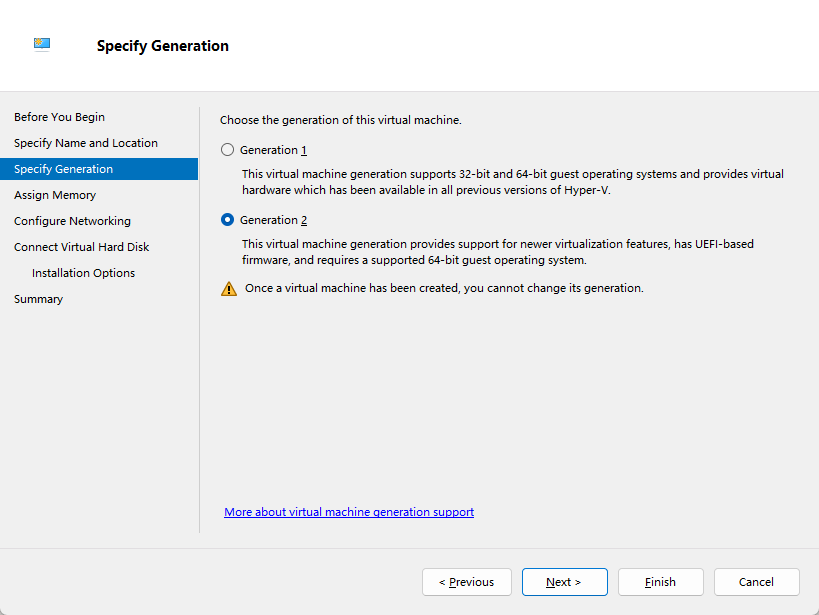 Specify Generation
Before You Begin
Specify Name and Location
Specify Generation
Assign Memory
Configure Networking
Connect Virtual Hard Disk
Installation Options
Summary
Choose the generation of this virtual machine.
Generation 1
This virtual machine generation supports 32-bit and 64-bit guest operating systems and provides virtual
hardware which has been available in all previous versions of Hyper-V.
Generation 2
This virtual machine generation provides support for newer virtualization features, has UEFI-based
firmware, and requires a supported 64-bit guest operating system.
Once a virtual machine has been created, you cannot change its generation.
More about virtual machine generation support
< Previous
Next >
Finish
Cancel